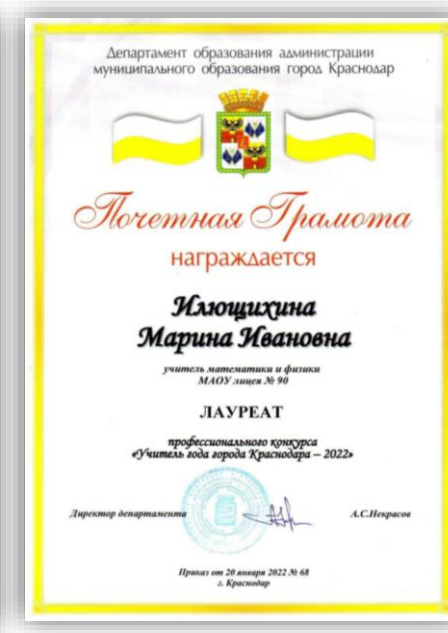 Департамент образования администрации
муниципального образования город Краснодар
Почетная Грамота
награждается
Илющихина
Марина Ивановна
учитель математики и физики
МАОУ лицея № 90
ЛАУРЕАТ
профессионального конкурса
«Учитель года города Краснодара – 2022»
Директор департамента А.С.Некрасов
Приказ от 20 января 2022 № 68
г. Краснодар